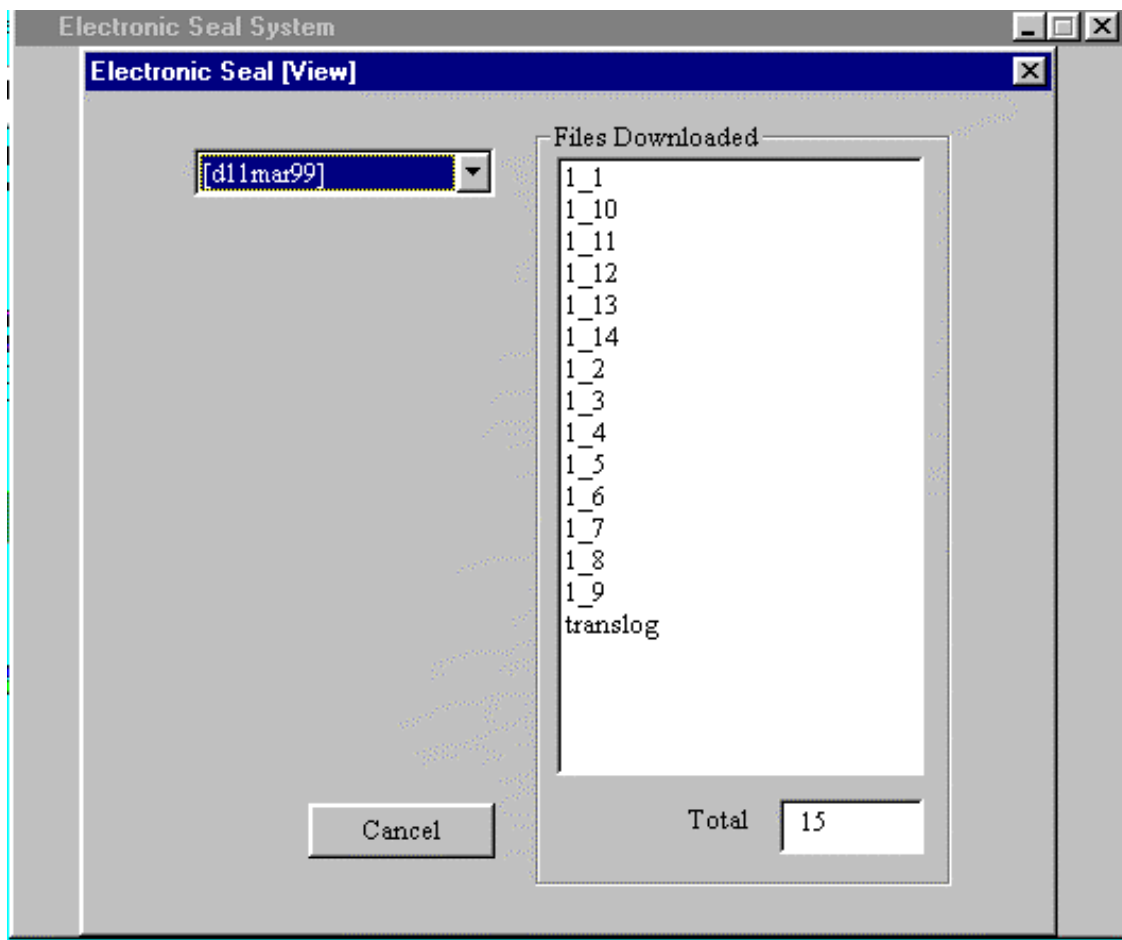 Electronic Seal System
Electronic Seal [View]
[d11mar99]
Files Downloaded
1_1
1_10
1_11
1_12
1_13
1_14
1_2
1_3
1_4
1_5
1_6
1_7
1_8
1_9
translog
Cancel
Total 15